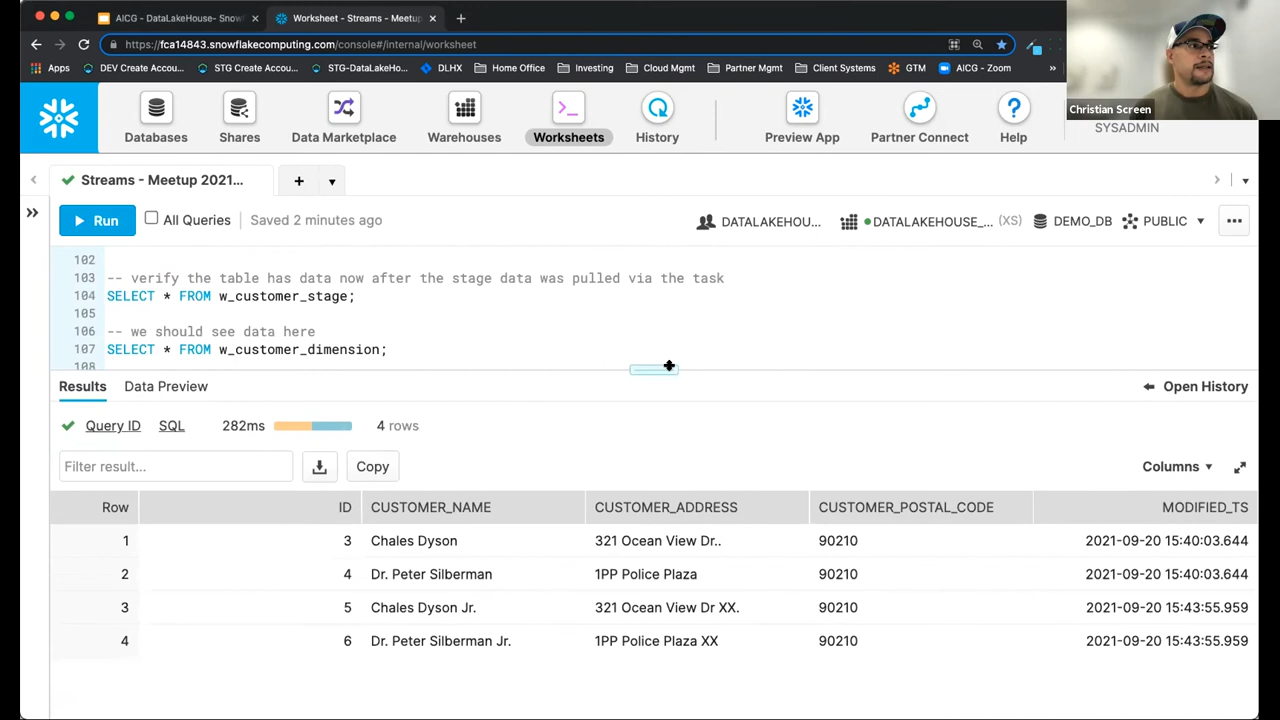 AICG - DataLakeHouse- Snowf
Worksheet - Streams - Meetup
https://fca14843.snowflakecomputing.com/console#/internal/worksheet
Apps DEV Create Accou... STG Create Accoun... STG-DataLakeHo... DLHX Home Office Investing Cloud Mgmt Partner Mgmt Client Systems GTM AICG - Zoom »
Christian Screen
Databases Shares Data Marketplace Warehouses Worksheets History Preview App Partner Connect Help
SYSADMIN
Streams - Meetup 2021...
Run All Queries Saved 2 minutes ago DATALAKEHOU... DATALAKEHOUSE_... (XS) DEMO_DB PUBLIC
102
103 -- verify the table has data now after the stage data was pulled via the task
104 SELECT * FROM w_customer_stage;
105
106 -- we should see data here
107 SELECT * FROM w_customer_dimension;
108
Results Data Preview Open History
Query ID SQL 282ms 4 rows
Filter result... Copy Columns
Row ID CUSTOMER_NAME CUSTOMER_ADDRESS CUSTOMER_POSTAL_CODE MODIFIED_TS
1 3 Chales Dyson 321 Ocean View Dr.. 90210 2021-09-20 15:40:03.644
2 4 Dr. Peter Silberman 1PP Police Plaza 90210 2021-09-20 15:40:03.644
3 5 Chales Dyson Jr. 321 Ocean View Dr XX. 90210 2021-09-20 15:43:55.959
4 6 Dr. Peter Silberman Jr. 1PP Police Plaza XX 90210 2021-09-20 15:43:55.959